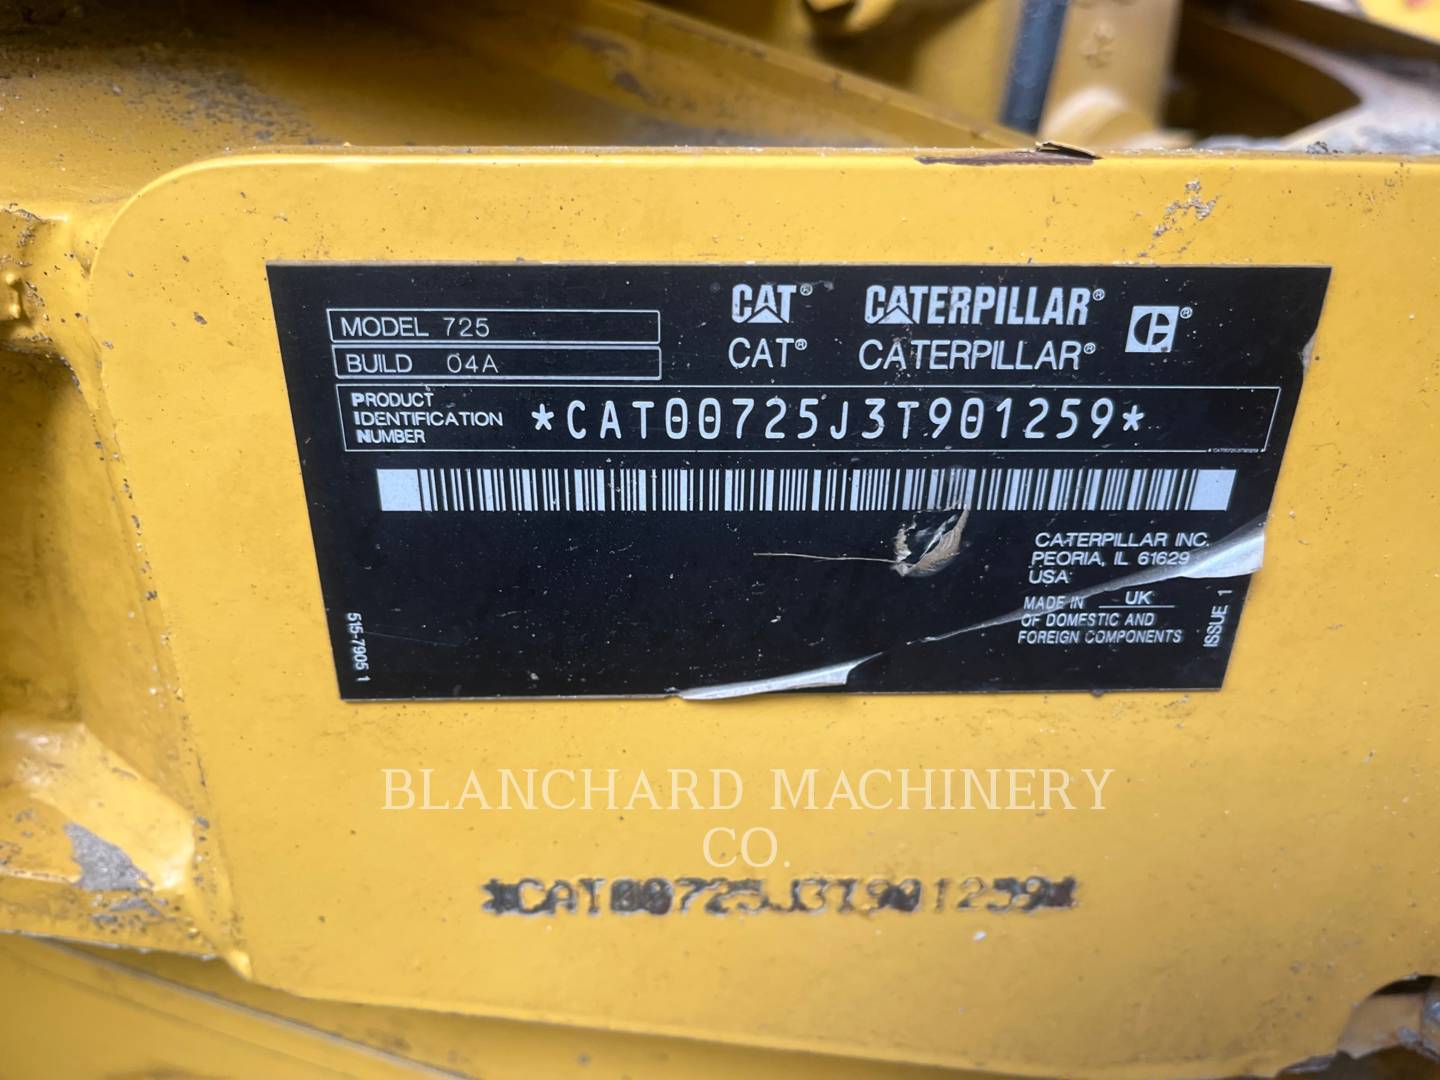 MODEL 725
BUILD 04A
CAT® CATERPILLAR® C®
CAT® CATERPILLAR®
PRODUCT
IDENTIFICATION
NUMBER
*CAT00725J3T901259*
CATERPILLAR INC.
PEORIA, IL 61629
USA
MADE IN UK
OF DOMESTIC AND
FOREIGN COMPONENTS
ISSUE 1
515-7905 1
BLANCHARD MACHINERY
CO.
*CAT00725J3T901259*